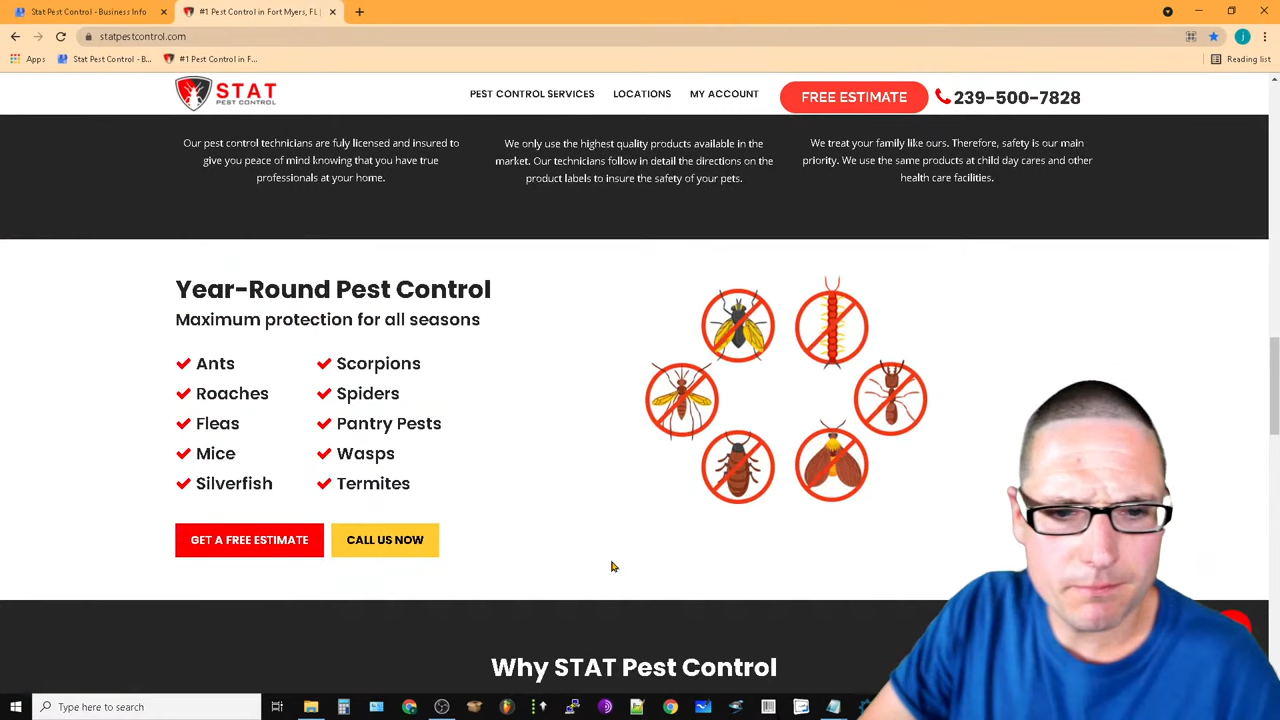 Stat Pest Control - Business Info
#1 Pest Control in Fort Myers, FL |
statpestcontrol.com
Apps
Stat Pest Control - B...
#1 Pest Control in F...
Reading list
STAT
PEST CONTROL
PEST CONTROL SERVICES
LOCATIONS
MY ACCOUNT
FREE ESTIMATE
239-500-7828
Our pest control technicians are fully licensed and insured to
give you peace of mind knowing that you have true
professionals at your home.
We only use the highest quality products available in the
market. Our technicians follow in detail the directions on the
product labels to insure the safety of your pets.
We treat your family like ours. Therefore, safety is our main
priority. We use the same products at child day cares and other
health care facilities.
Year-Round Pest Control
Maximum protection for all seasons
Ants
Roaches
Fleas
Mice
Silverfish
Scorpions
Spiders
Pantry Pests
Wasps
Termites
GET A FREE ESTIMATE
CALL US NOW
Why STAT Pest Control
Type here to search